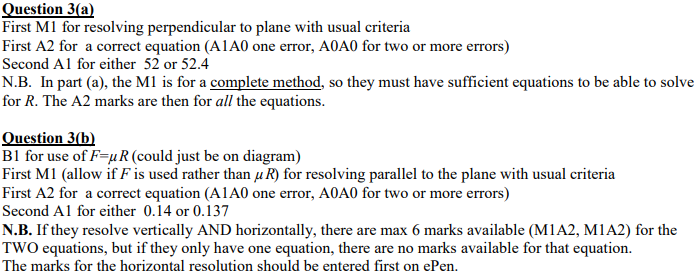 Question 3(a)
First M1 for resolving perpendicular to plane with usual criteria
First A2 for a correct equation (A1A0 one error, A0A0 for two or more errors)
Second A1 for either 52 or 52.4
N.B. In part (a), the M1 is for a complete method, so they must have sufficient equations to be able to solve
for R. The A2 marks are then for all the equations.
Question 3(b)
B1 for use of F=μR (could just be on diagram)
First M1 (allow if F is used rather than μR) for resolving parallel to the plane with usual criteria
First A2 for a correct equation (A1A0 one error, A0A0 for two or more errors)
Second A1 for either 0.14 or 0.137
N.B. If they resolve vertically AND horizontally, there are max 6 marks available (M1A2, M1A2) for the
TWO equations, but if they only have one equation, there are no marks available for that equation.
The marks for the horizontal resolution should be entered first on ePen.